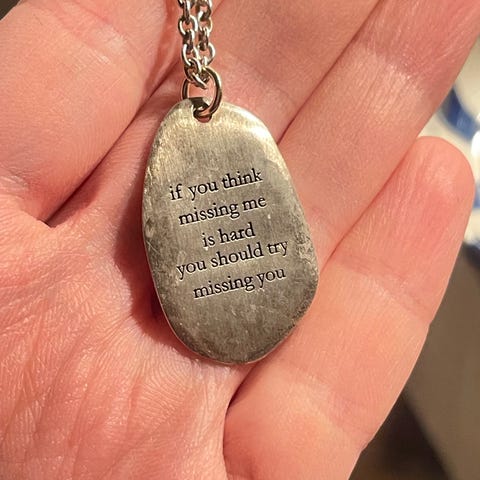 if you think
missing me
is hard
you should try
missing you